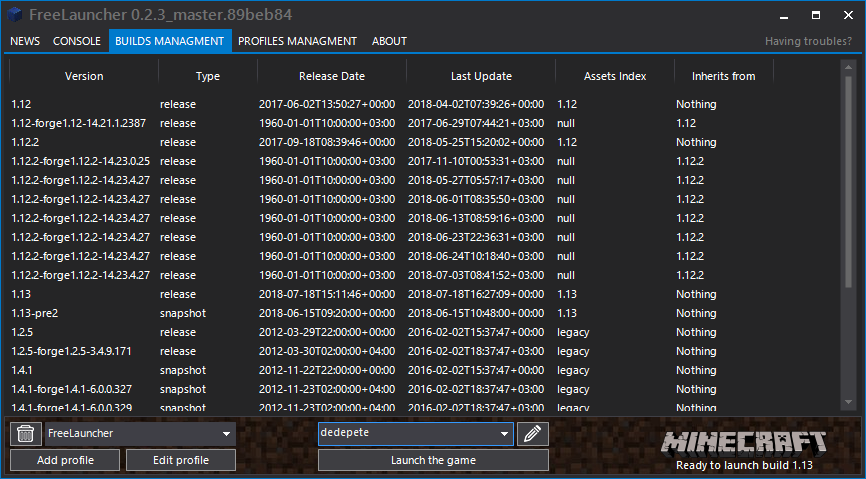 FreeLauncher 0.2.3_master.89beb84
NEWS CONSOLE BUILDS MANAGMENT PROFILES MANAGMENT ABOUT Having troubles?
Version Type Release Date Last Update Assets Index Inherits from
1.12 release 2017-06-02T13:50:27+00:00 2018-04-02T07:39:26+00:00 1.12 Nothing
1.12-forge1.12-14.21.1.2387 release 1960-01-01T10:00:00+03:00 2017-06-29T07:44:21+03:00 null 1.12
1.12.2 release 2017-09-18T08:39:46+00:00 2018-05-25T15:20:02+00:00 1.12 Nothing
1.12.2-forge1.12.2-14.23.0.25 release 1960-01-01T10:00:00+03:00 2017-11-10T00:53:31+03:00 null 1.12.2
1.12.2-forge1.12.2-14.23.4.27 release 1960-01-01T10:00:00+03:00 2018-05-27T05:57:17+03:00 null 1.12.2
1.12.2-forge1.12.2-14.23.4.27 release 1960-01-01T10:00:00+03:00 2018-06-01T08:35:50+03:00 null 1.12.2
1.12.2-forge1.12.2-14.23.4.27 release 1960-01-01T10:00:00+03:00 2018-06-13T08:59:16+03:00 null 1.12.2
1.12.2-forge1.12.2-14.23.4.27 release 1960-01-01T10:00:00+03:00 2018-06-23T22:36:31+03:00 null 1.12.2
1.12.2-forge1.12.2-14.23.4.27 release 1960-01-01T10:00:00+03:00 2018-06-24T10:18:40+03:00 null 1.12.2
1.12.2-forge1.12.2-14.23.4.27 release 1960-01-01T10:00:00+03:00 2018-07-03T08:41:52+03:00 null 1.12.2
1.13 release 2018-07-18T15:11:46+00:00 2018-07-18T16:27:09+00:00 1.13 Nothing
1.13-pre2 snapshot 2018-06-15T09:20:00+00:00 2018-06-15T10:48:00+00:00 1.13 Nothing
1.2.5 release 2012-03-29T22:00:00+00:00 2016-02-02T15:37:47+00:00 legacy Nothing
1.2.5-forge1.2.5-3.4.9.171 release 2012-03-30T02:00:00+04:00 2016-02-02T18:37:47+03:00 legacy Nothing
1.4.1 snapshot 2012-11-22T22:00:00+00:00 2016-02-02T15:37:47+00:00 legacy Nothing
1.4.1-forge1.4.1-6.0.0.327 snapshot 2012-11-23T02:00:00+04:00 2016-02-02T18:37:47+03:00 legacy Nothing
1.4.1-forge1.4.1-6.0.0.329 snapshot 2012-11-23T02:00:00+04:00 2016-02-02T18:37:47+03:00 legacy Nothing
FreeLauncher dedepete MINECRAFT
Add profile Edit profile Launch the game Ready to launch build 1.13